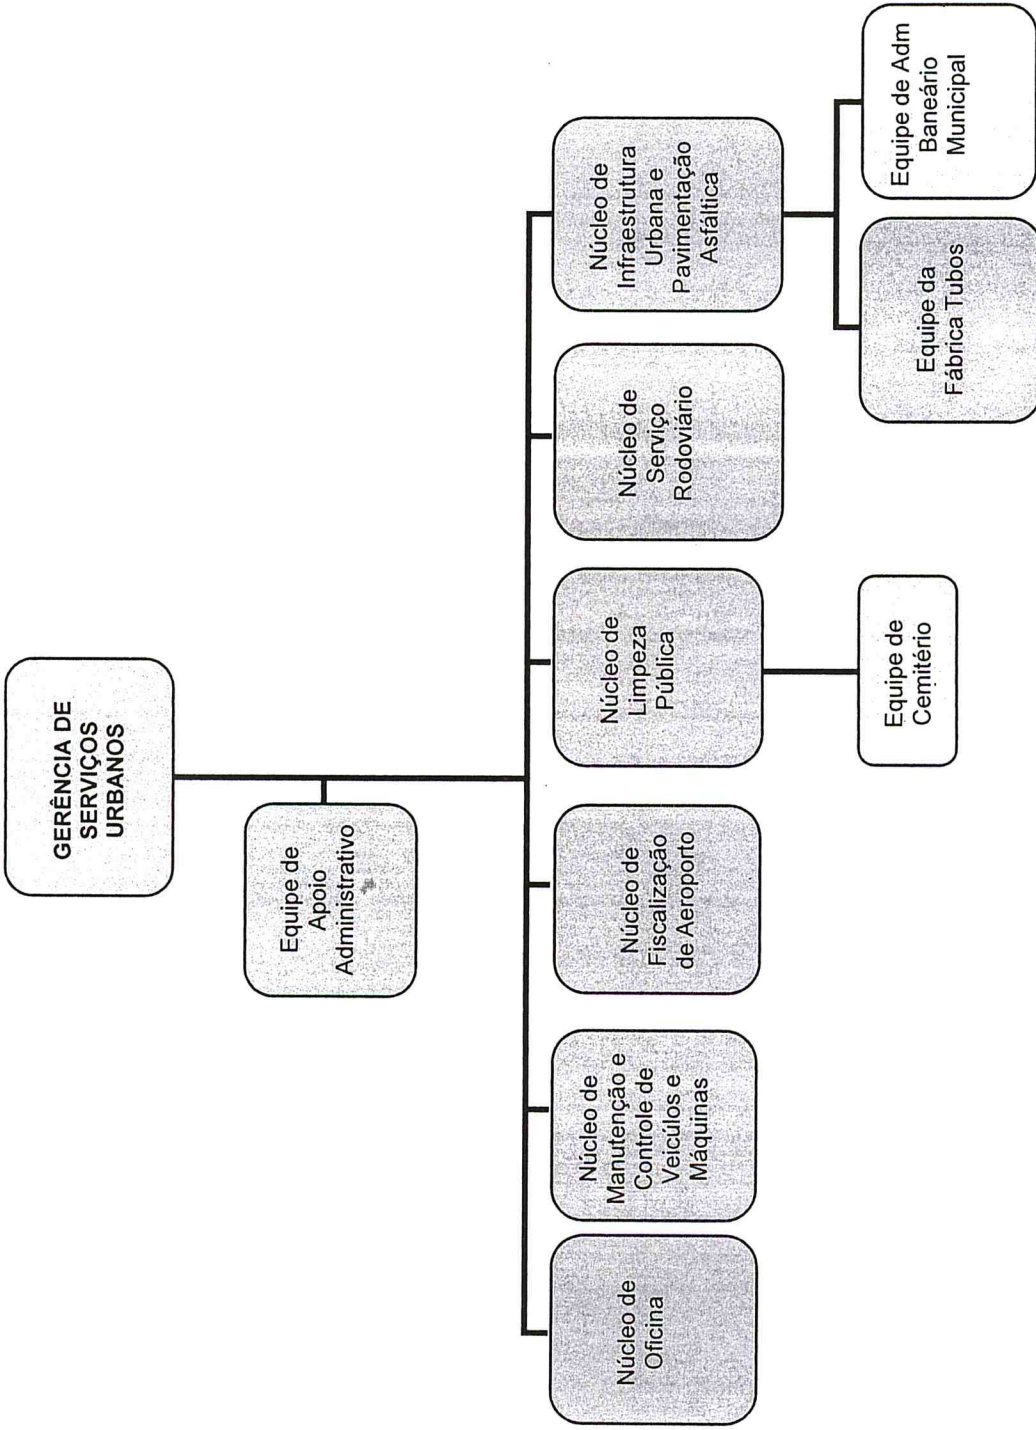 GERÊNCIA DE
SERVIÇOS
URBANOS
Equipe de
Apoio
Administrativo
Núcleo de
Oficina
Núcleo de
Manutenção e
Controle de
Veiculos e
Máquinas
Núcleo de
Fiscalização
de Aeroporto
Núcleo de
Limpeza
Pública
Núcleo de
Serviço
Rodoviário
Núcleo de
Infraestrutura
Urbana e
Pavimentação
Asfáltica
Equipe de
Cemitério
Equipe da
Fábrica Tubos
Equipe de Adm
Baneário
Municipal